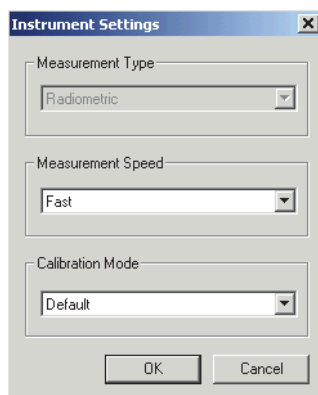 Instrument Settings
Measurement Type
Radiometric
Measurement Speed
Fast
Calibration Mode
Default
OK Cancel